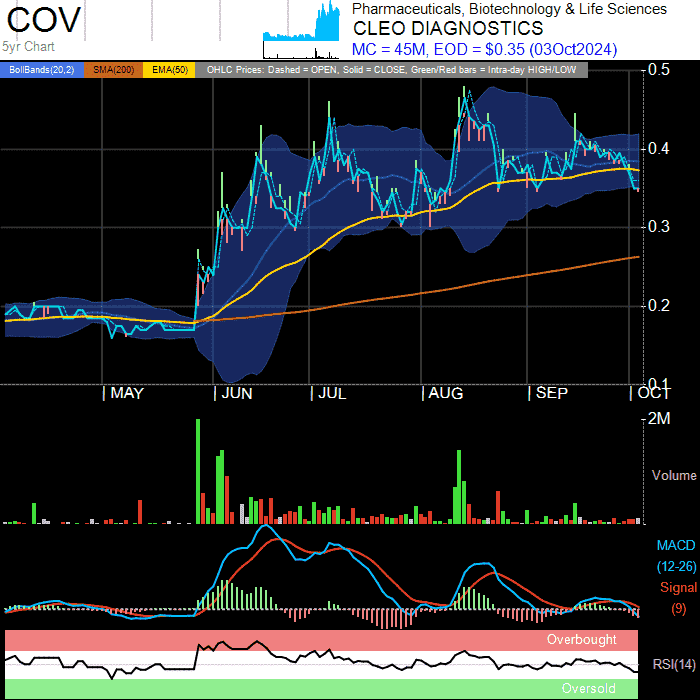 COV
Pharmaceuticals, Biotechnology & Life Sciences
CLEO DIAGNOSTICS
5yr Chart
MC = 45M, EOD = $0.35 (03Oct2024)
BollBands(20,2) SMA(200) EMA(50) OHLC Prices: Dashed = OPEN, Solid = CLOSE, Green/Red bars = Intra-day HIGH/LOW
0.5
0.4
0.3
0.2
0.1
| MAY | JUN | JUL | AUG | SEP | OCT
2M
Volume
MACD
(12-26)
Signal
(9)
Overbought
RSI(14)
Oversold